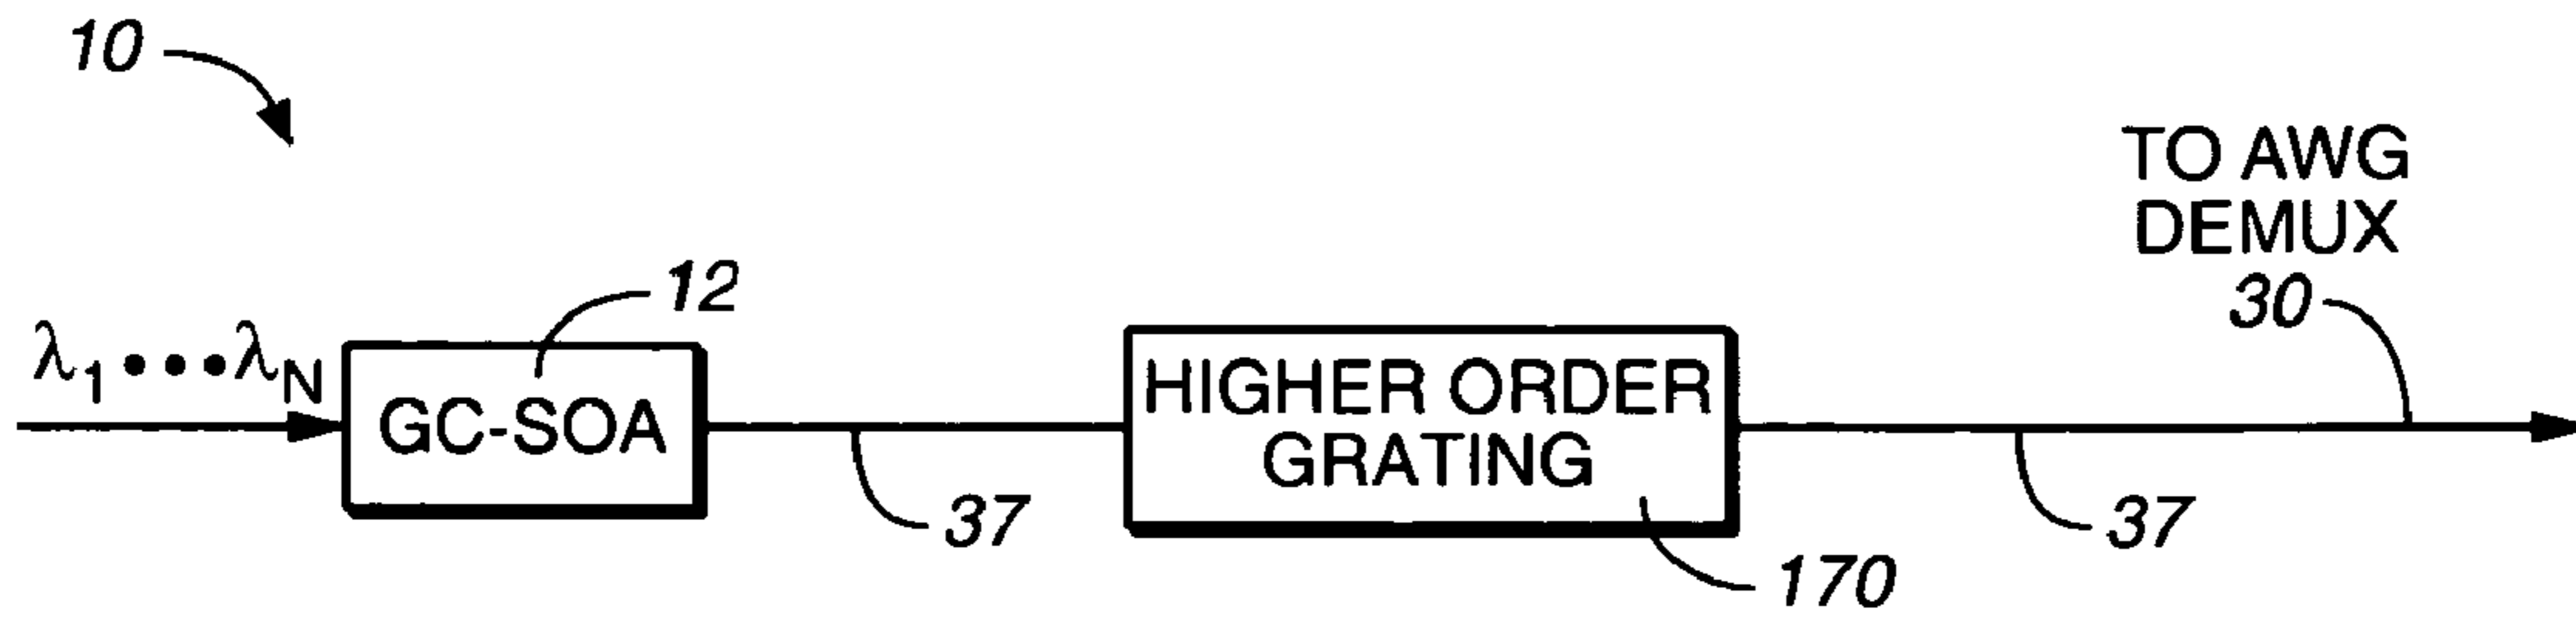 10
TO AWG
DEMUX
30
12
λ1•••λN
GC-SOA
HIGHER ORDER
GRATING
37
37
170